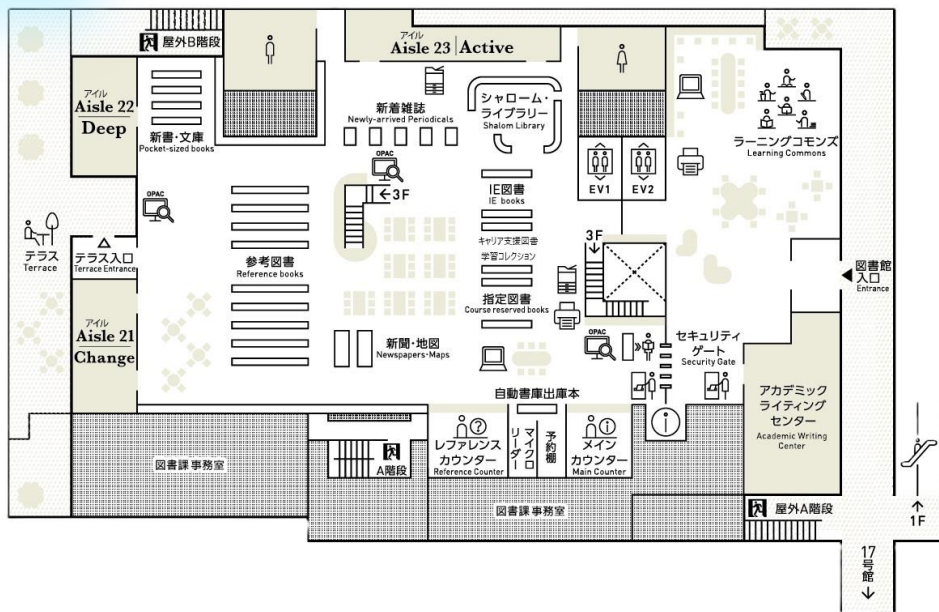 屋外B階段
アイル
Aisle 23 | Active
アイル
Aisle 22
Deep
新書・文庫
Pocket-sized books
新着雑誌
Newly-arrived Periodicals
シャローム・
ライブラリー
Shalom Library
ラーニングコモンズ
Learning Commons
EV1
EV2
OPAC
←3F
OPAC
IE図書
IE books
キャリア支援図書
学習コレクション
指定図書
Course reserved books
3F
↓
テラス
Terrace
テラス入口
Terrace Entrance
参考図書
Reference books
図書館
入口
Entrance
アイル
Aisle 21
Change
新聞・地図
Newspapers・Maps
OPAC
セキュリティ
ゲート
Security Gate
自動書庫出庫本
アカデミック
ライティング
センター
Academic Writing
Center
図書課事務室
A階段
レファレンス
カウンター
Reference Counter
マイクロ
リーダー
予約棚
メイン
カウンター
Main Counter
図書課事務室
屋外A階段
↑
1F
17号館
↓